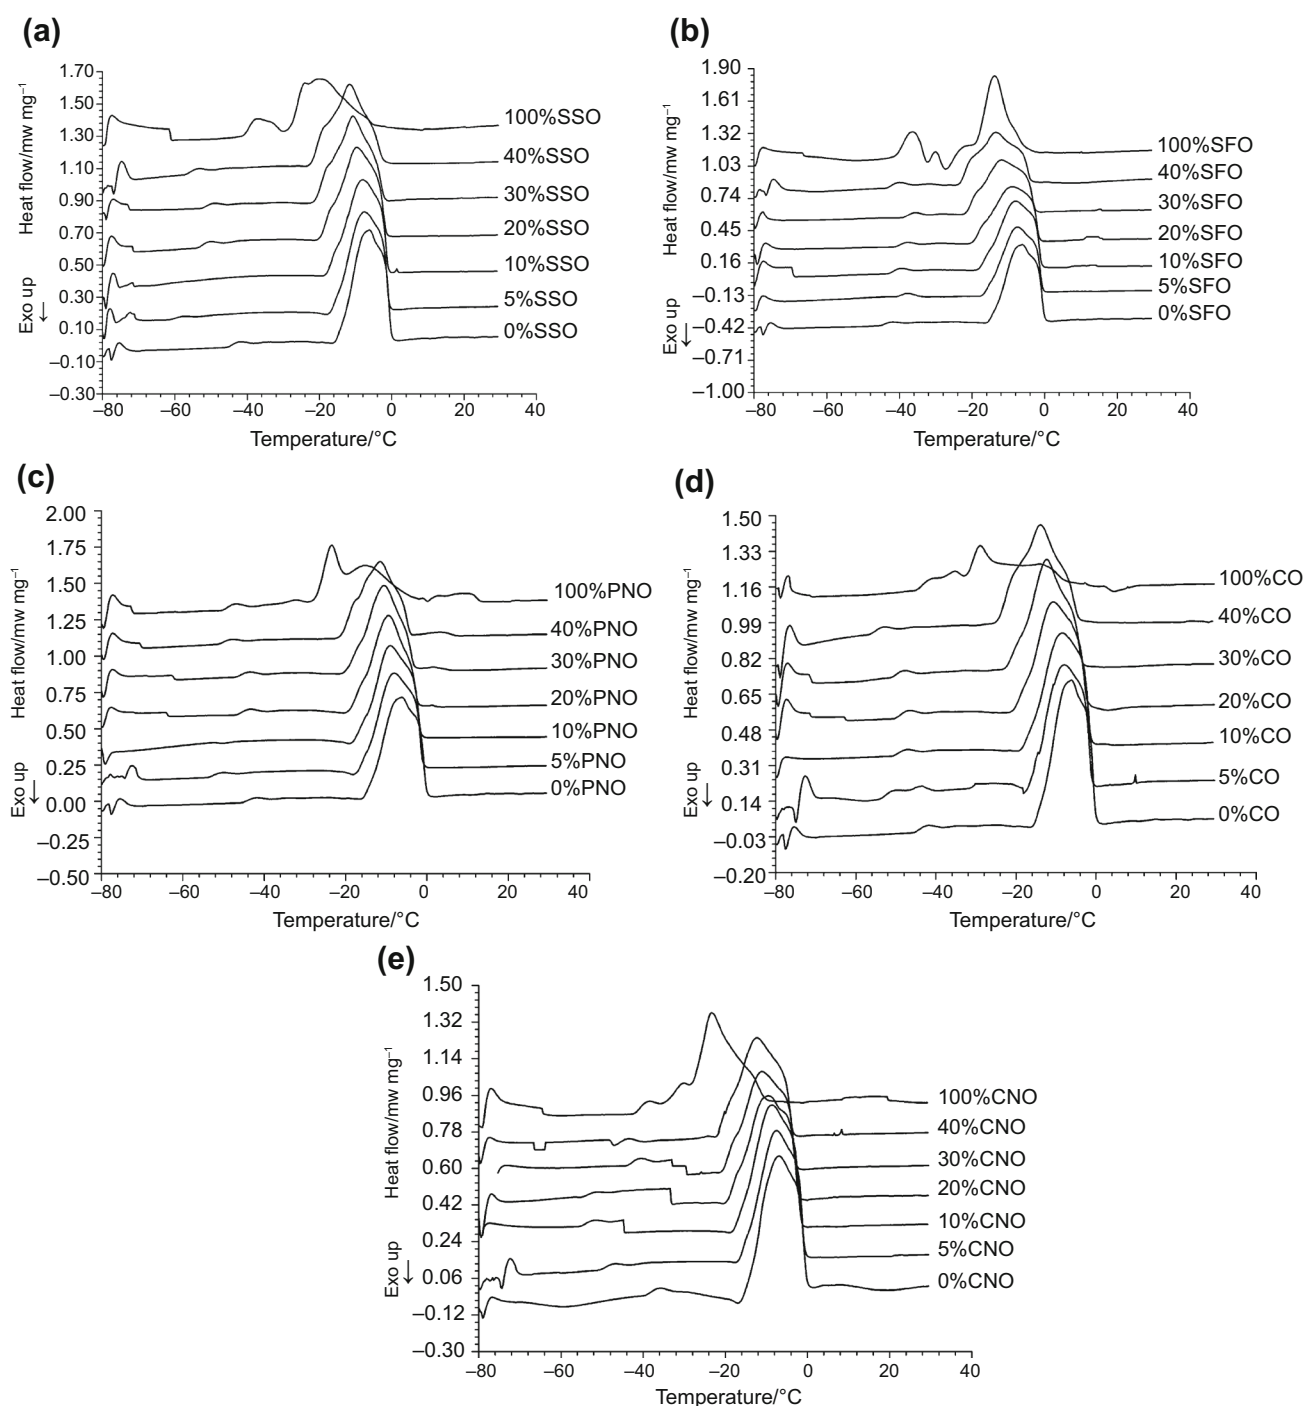 (a)
Heat flow/mw mg⁻¹
Exo up
↓
1.70
1.50
1.30
1.10
0.90
0.70
0.50
0.30
0.10
−0.10
−0.30
100%SSO
40%SSO
30%SSO
20%SSO
10%SSO
5%SSO
0%SSO
−80 −60 −40 −20 0 20 40
Temperature/°C
(b)
Heat flow/mw mg⁻¹
Exo up
↓
1.90
1.61
1.32
1.03
0.74
0.45
0.16
−0.13
−0.42
−0.71
−1.00
100%SFO
40%SFO
30%SFO
20%SFO
10%SFO
5%SFO
0%SFO
−80 −60 −40 −20 0 20 40
Temperature/°C
(c)
Heat flow/mw mg⁻¹
Exo up
↓
2.00
1.75
1.50
1.25
1.00
0.75
0.50
0.25
0.00
−0.25
−0.50
100%PNO
40%PNO
30%PNO
20%PNO
10%PNO
5%PNO
0%PNO
−80 −60 −40 −20 0 20 40
Temperature/°C
(d)
Heat flow/mw mg⁻¹
Exo up
↓
1.50
1.33
1.16
0.99
0.82
0.65
0.48
0.31
0.14
−0.03
−0.20
100%CO
40%CO
30%CO
20%CO
10%CO
5%CO
0%CO
−80 −60 −40 −20 0 20 40
Temperature/°C
(e)
Heat flow/mw mg⁻¹
Exo up
↓
1.50
1.32
1.14
0.96
0.78
0.60
0.42
0.24
0.06
−0.12
−0.30
100%CNO
40%CNO
30%CNO
20%CNO
10%CNO
5%CNO
0%CNO
−80 −60 −40 −20 0 20 40
Temperature/°C